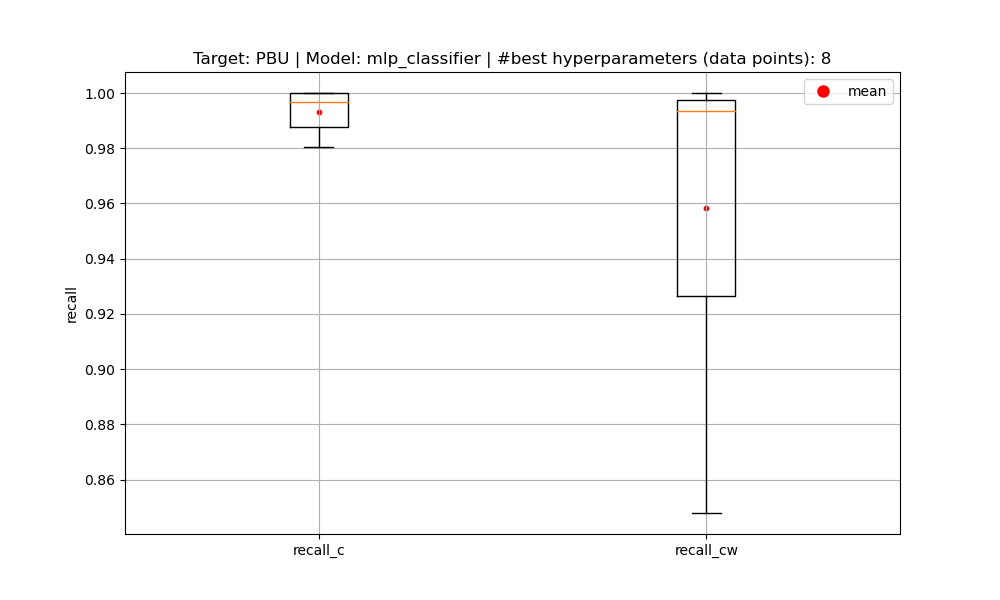 Target: PBU | Model: mlp_classifier | #best hyperparameters (data points): 8
mean
1.00
0.98
0.96
0.94
0.92
0.90
0.88
0.86
recall
recall_c
recall_cw